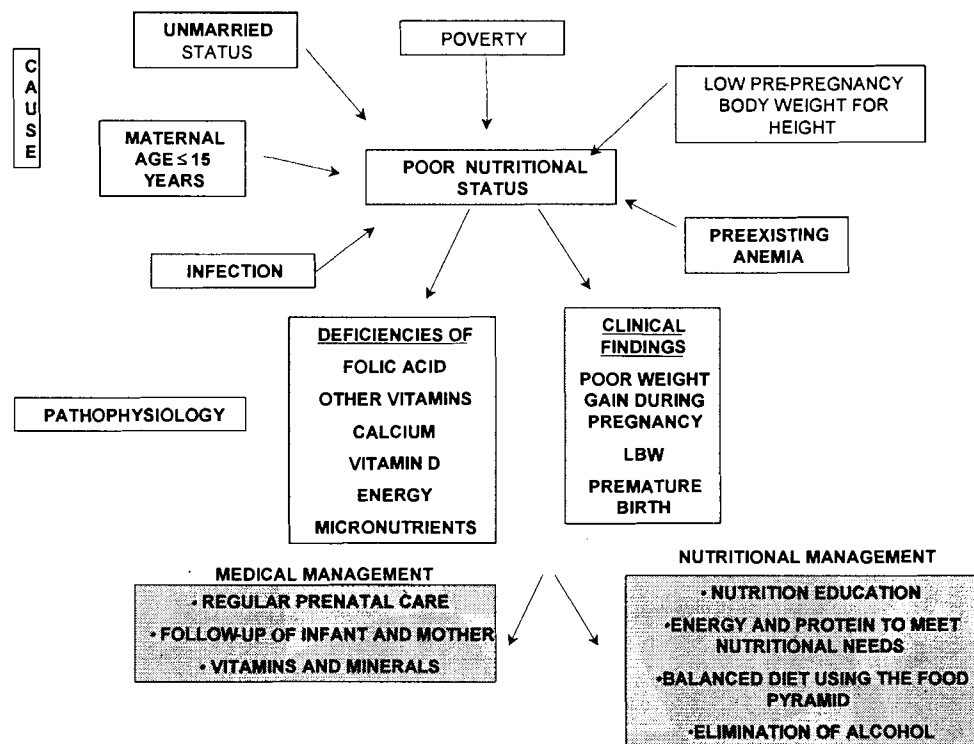 UNMARRIED
STATUS
POVERTY
CAUSE
LOW PRE-PREGNANCY
BODY WEIGHT FOR
HEIGHT
MATERNAL
AGE ≤ 15
YEARS
POOR NUTRITIONAL
STATUS
PREEXISTING
ANEMIA
INFECTION
DEFICIENCIES OF
FOLIC ACID
OTHER VITAMINS
CALCIUM
VITAMIN D
ENERGY
MICRONUTRIENTS
CLINICAL
FINDINGS
POOR WEIGHT
GAIN DURING
PREGNANCY
LBW
PREMATURE
BIRTH
PATHOPHYSIOLOGY
MEDICAL MANAGEMENT
• REGULAR PRENATAL CARE
• FOLLOW-UP OF INFANT AND MOTHER
• VITAMINS AND MINERALS
NUTRITIONAL MANAGEMENT
• NUTRITION EDUCATION
•ENERGY AND PROTEIN TO MEET
NUTRITIONAL NEEDS
•BALANCED DIET USING THE FOOD
PYRAMID
•ELIMINATION OF ALCOHOL